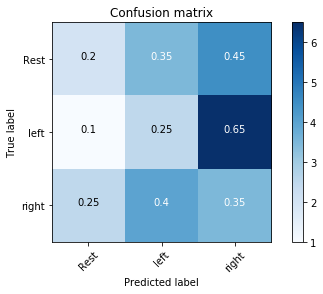 Confusion matrix
True label
Rest 0.2 0.35 0.45
left 0.1 0.25 0.65
right 0.25 0.4 0.35
Rest left right
Predicted label
6
5
4
3
2
1